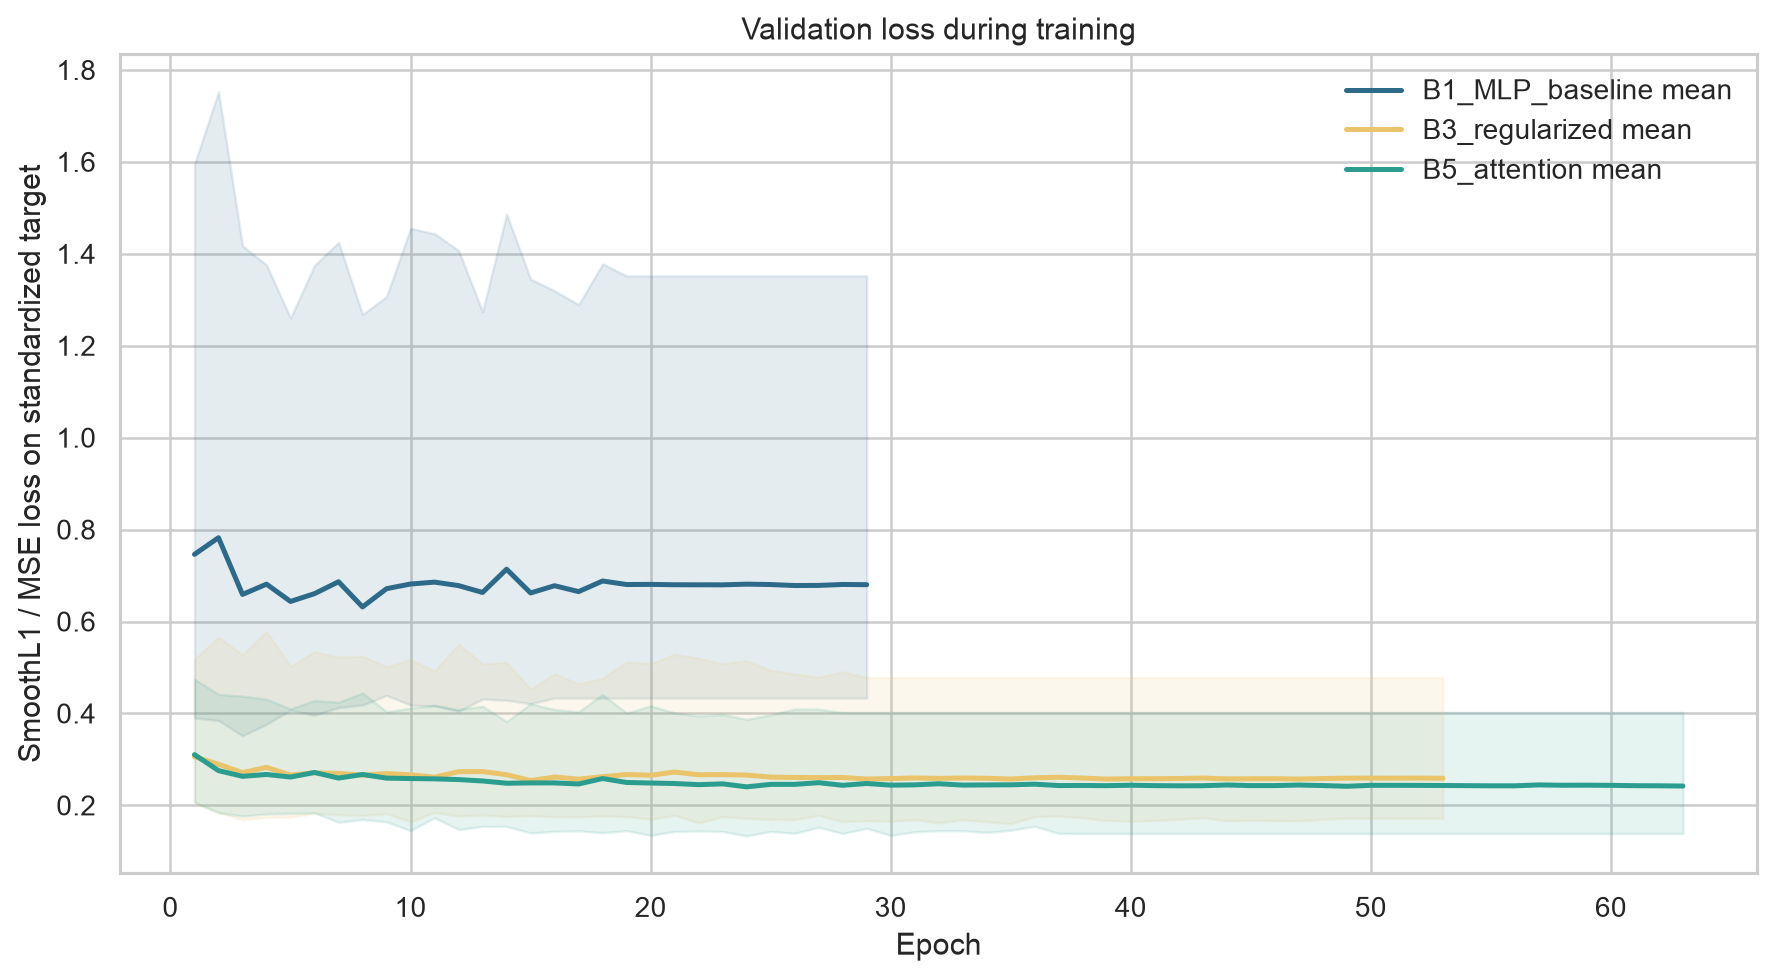 Validation loss during training
B1_MLP_baseline mean
B3_regularized mean
B5_attention mean
SmoothL1 / MSE loss on standardized target
1.8
1.6
1.4
1.2
1.0
0.8
0.6
0.4
0.2
0 10 20 30 40 50 60
Epoch